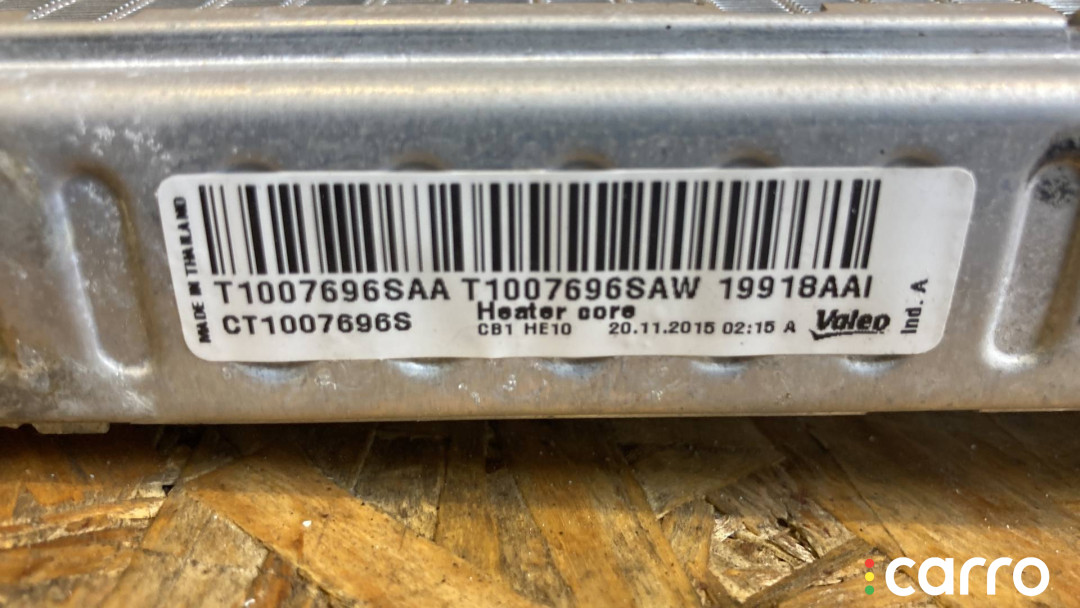 MADE IN THAILAND
T1007696SAA T1007696SAW 19918AAI
CT1007696S
Heater core
CB1 HE10 20.11.2015 02:15 A
Valeo
Ind. A
carro